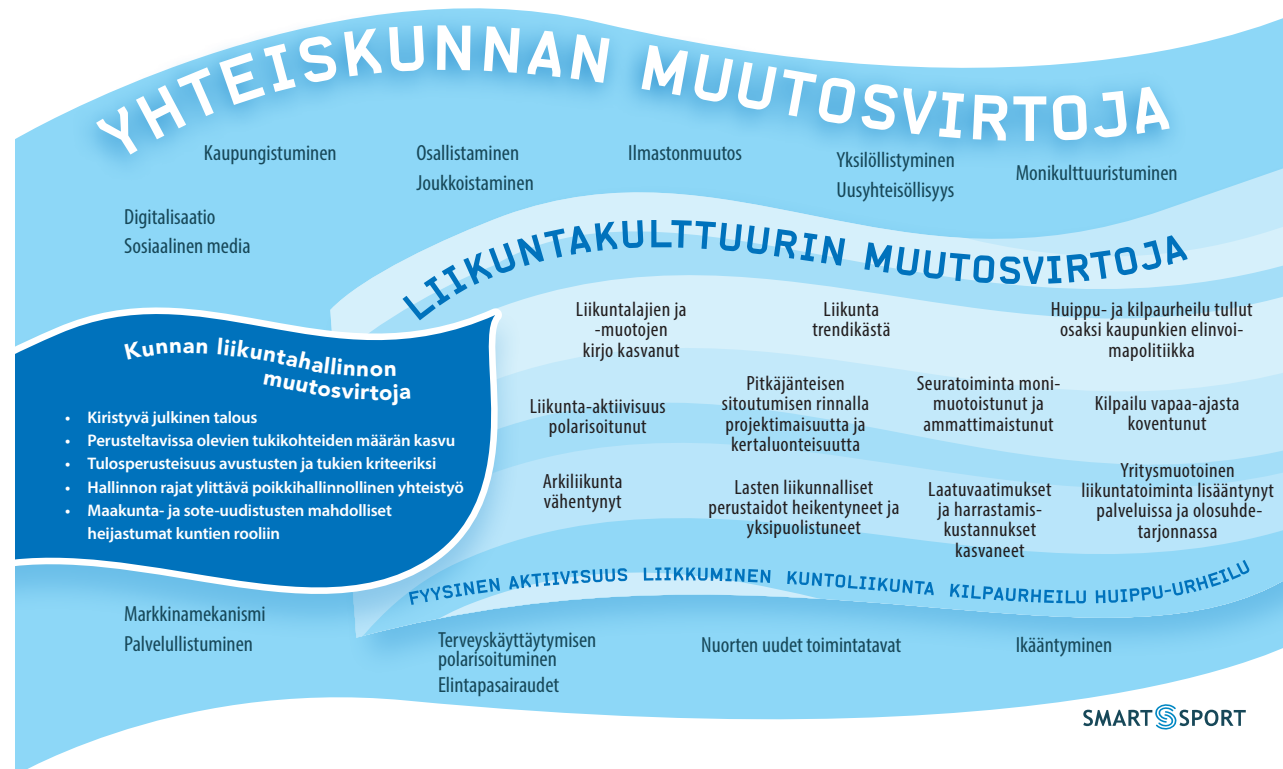 YHTEISKUNNAN MUUTOSVIRTOJA
Kaupungistuminen
Osallistaminen
Joukkoistaminen
Ilmastonmuutos
Yksilöllistyminen
Uusyhteisöllisyys
Monikulttuuristuminen
Digitalisaatio
Sosiaalinen media
LIIKUNTAKULTTUURIN MUUTOSVIRTOJA
Liikuntalajien ja
-muotojen
kirjo kasvanut
Liikunta
trendikästä
Huippu- ja kilpaurheilu tullut
osaksi kaupunkien elinvoi-
mapolitiikka
Liikunta-aktiivisuus
polarisoitunut
Pitkäjänteisen
sitoutumisen rinnalla
projektimaisuutta ja
kertaluonteisuutta
Seuratoiminta moni-
muotoistunut ja
ammattimaistunut
Kilpailu vapaa-ajasta
koventunut
Arkiliikunta
vähentynyt
Lasten liikunnalliset
perustaidot heikentyneet ja
yksipuolistuneet
Laatuvaatimukset
ja harrastamis-
kustannukset
kasvaneet
Yritysmuotoinen
liikuntatoiminta lisääntynyt
palveluissa ja olosuhde-
tarjonnassa
Kunnan liikuntahallinnon
muutosvirtoja
• Kiristyvä julkinen talous
• Perusteltavissa olevien tukikohteiden määrän kasvu
• Tulosperusteisuus avustusten ja tukien kriteeriksi
• Hallinnon rajat ylittävä poikkihallinnollinen yhteistyö
• Maakunta- ja sote-uudistusten mahdolliset
heijastumat kuntien rooliin
FYYSINEN AKTIIVISUUS LIIKKUMINEN KUNTOLIIKUNTA KILPAURHEILU HUIPPU-URHEILU
Markkinamekanismi
Palvelullistuminen
Terveyskäyttäytymisen
polarisoituminen
Elintapasairaudet
Nuorten uudet toimintatavat
Ikääntyminen
SMART SPORT